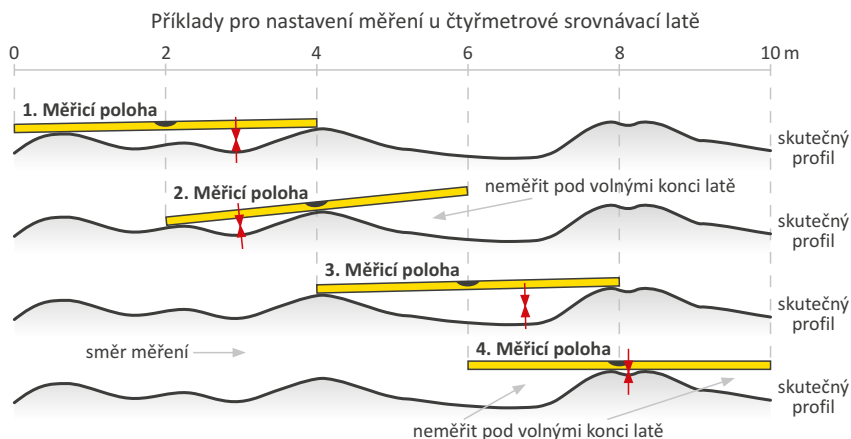 Příklady pro nastavení měření u čtyřmetrové srovnávací latě
0 2 4 6 8 10 m
1. Měřicí poloha
skutečný
profil
2. Měřicí poloha
neměřit pod volnými konci latě
skutečný
profil
3. Měřicí poloha
skutečný
profil
směr měření
4. Měřicí poloha
skutečný
profil
neměřit pod volnými konci latě